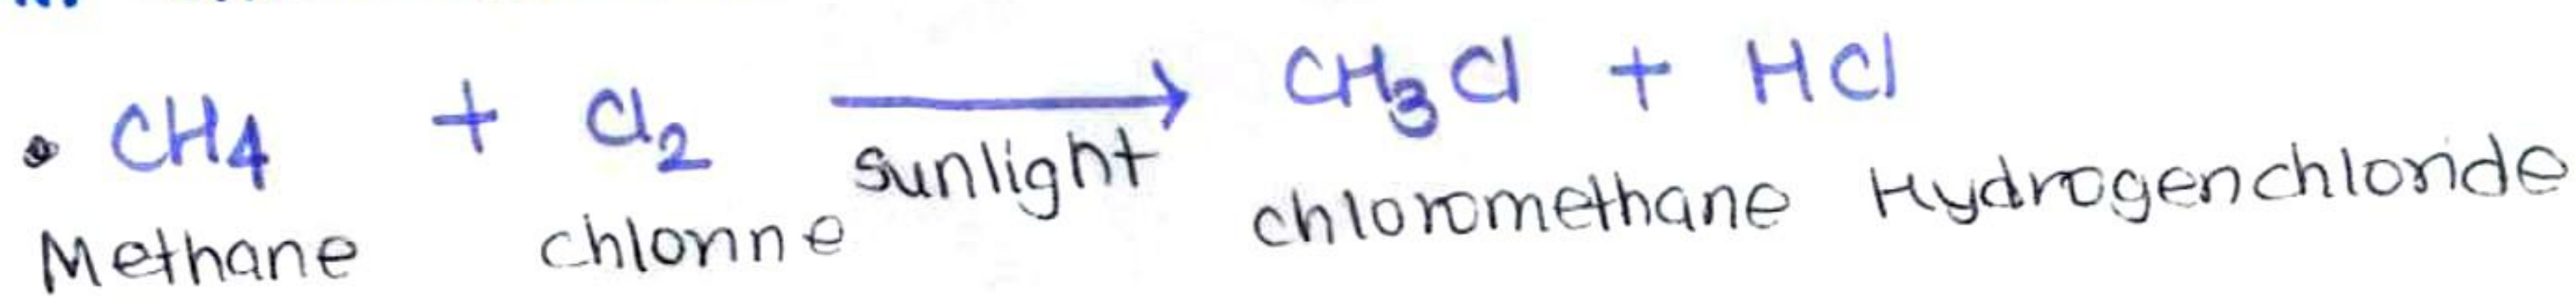 • CH4 + Cl2 → CH3Cl + HCl
sunlight
Methane chlorine chloromethane Hydrogenchloride